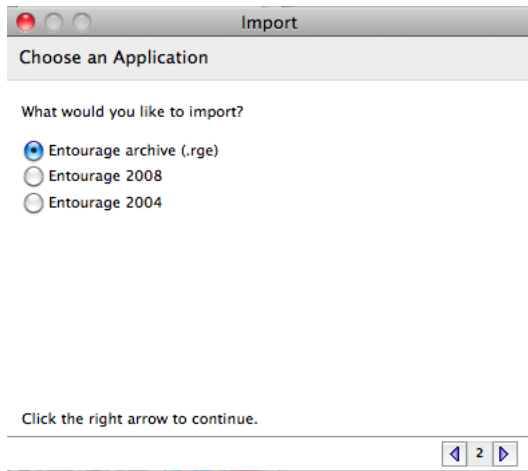 Import
Choose an Application
What would you like to import?
Entourage archive (.rge)
Entourage 2008
Entourage 2004
Click the right arrow to continue.
2